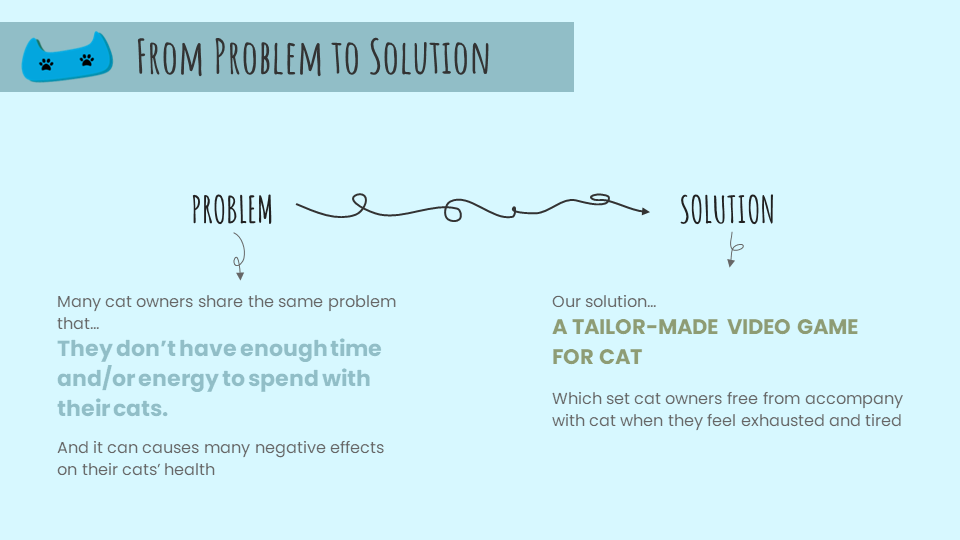 From Problem to Solution
PROBLEM
SOLUTION
Many cat owners share the same problem
that...
They don't have enough time
and/or energy to spend with
their cats.
And it can causes many negative effects
on their cats' health
Our solution...
A TAILOR-MADE VIDEO GAME
FOR CAT
Which set cat owners free from accompany
with cat when they feel exhausted and tired